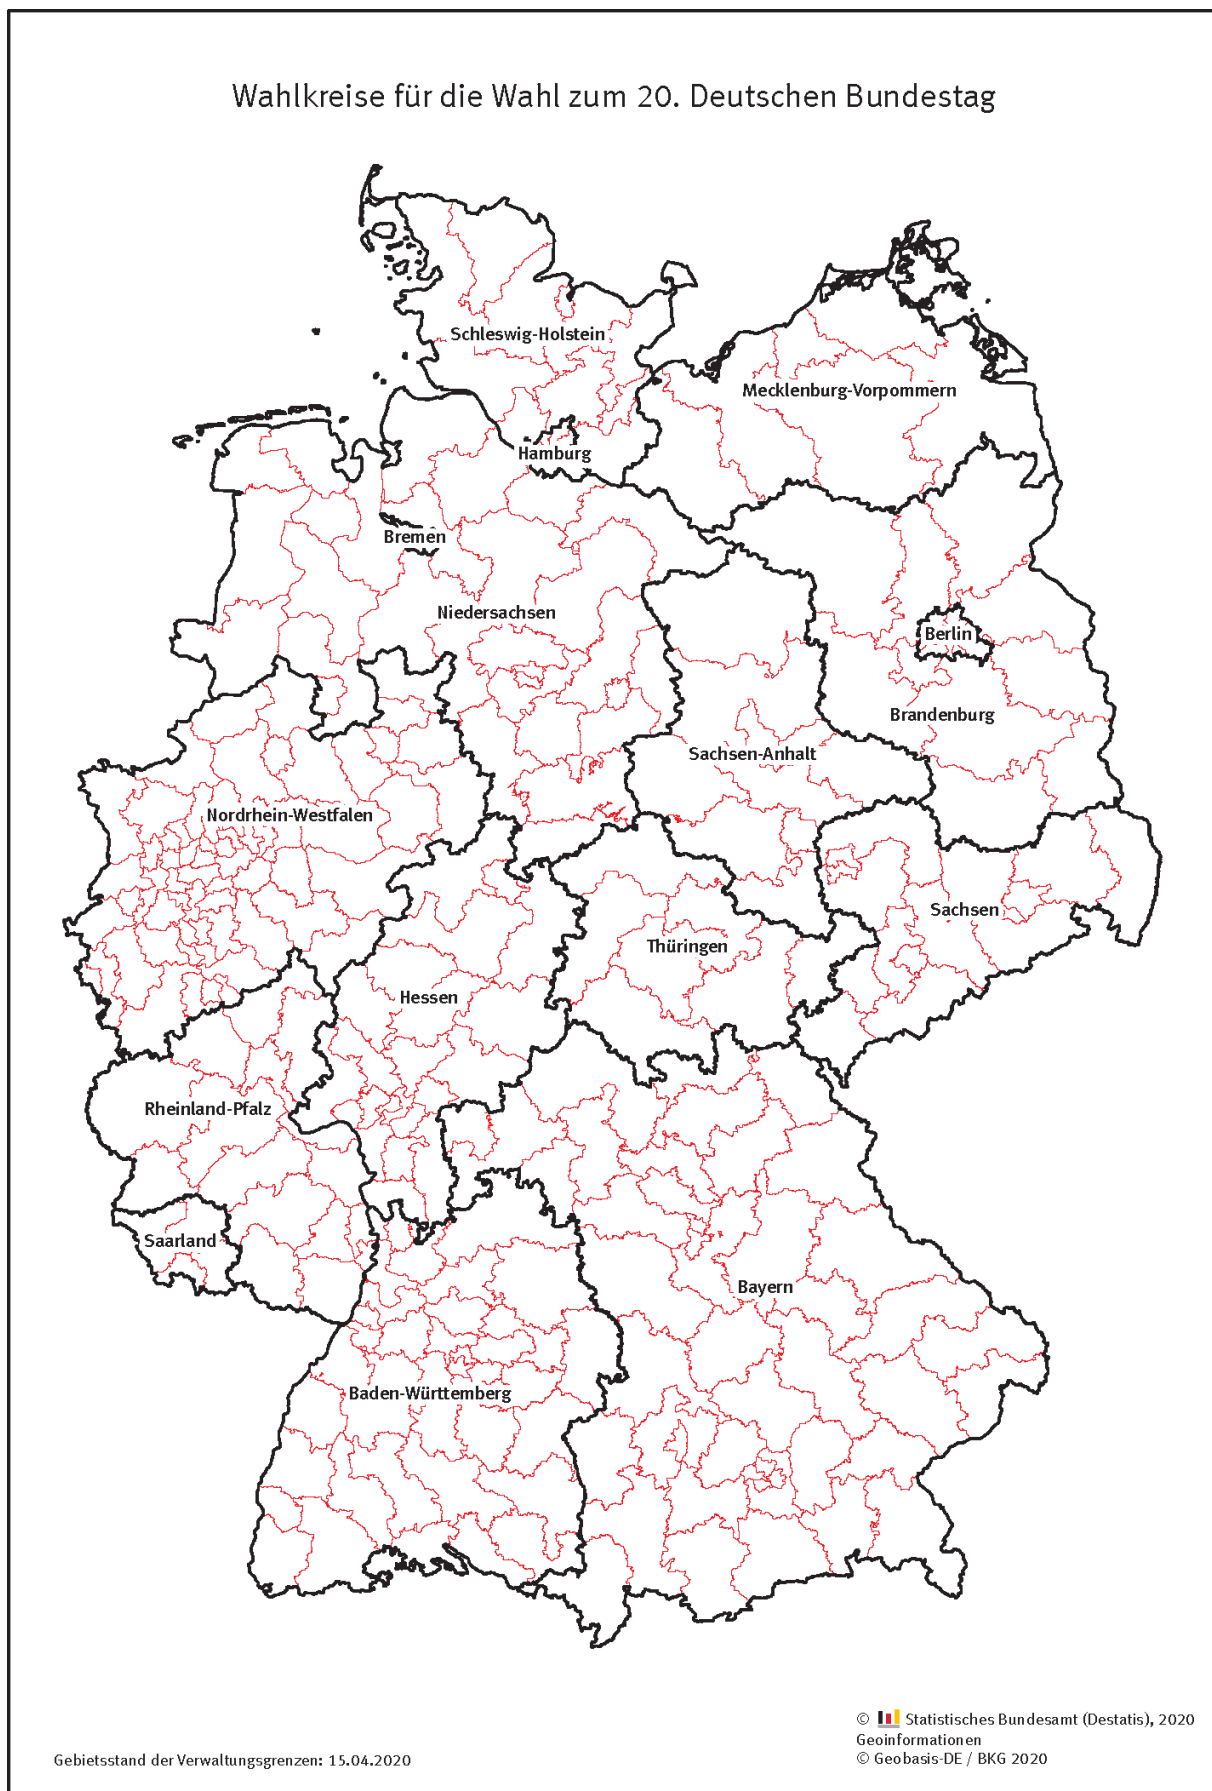 Wahlkreise für die Wahl zum 20. Deutschen Bundestag
Schleswig-Holstein
Mecklenburg-Vorpommern
Hamburg
Bremen
Niedersachsen
Berlin
Brandenburg
Sachsen-Anhalt
Nordrhein-Westfalen
Sachsen
Thüringen
Hessen
Rheinland-Pfalz
Saarland
Bayern
Baden-Württemberg
© Statistisches Bundesamt (Destatis), 2020
Geoinformationen
© Geobasis-DE / BKG 2020
Gebietsstand der Verwaltungsgrenzen: 15.04.2020